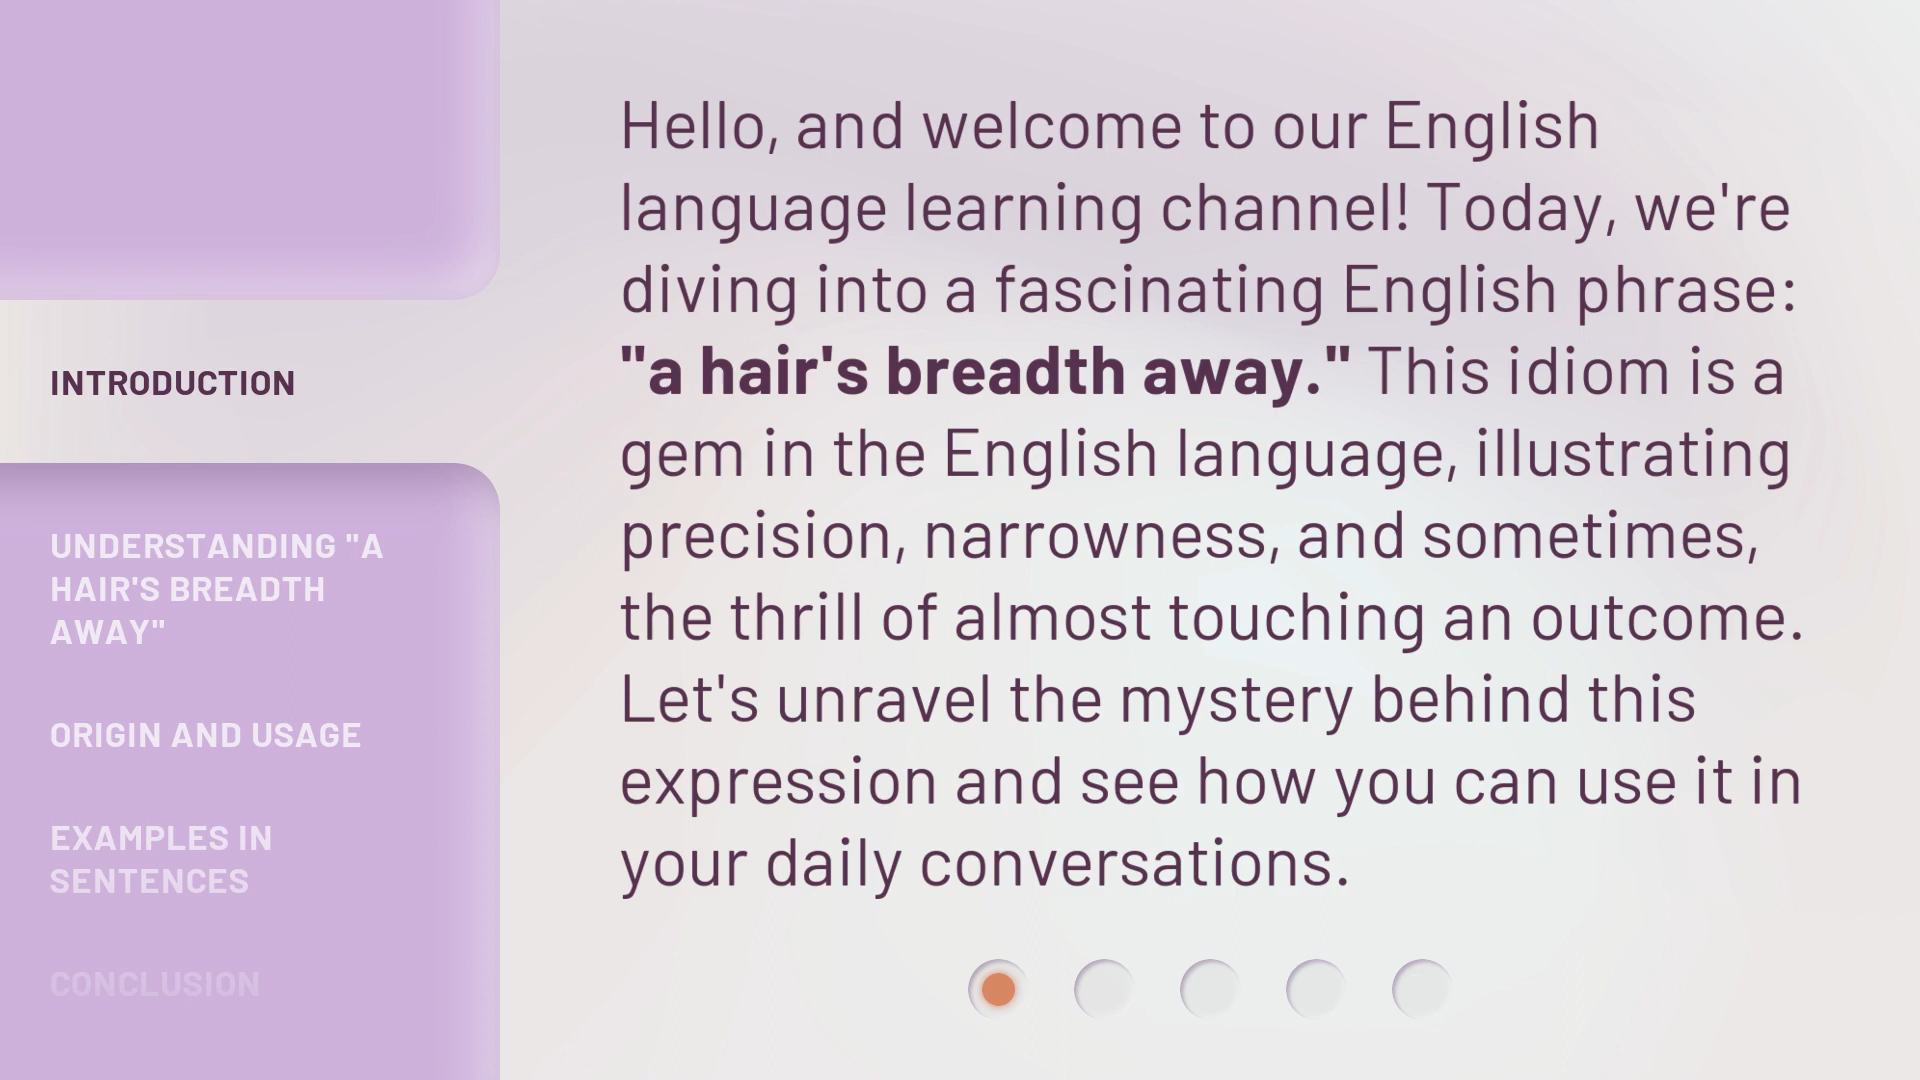 INTRODUCTION
UNDERSTANDING "A
HAIR'S BREADTH
AWAY"
ORIGIN AND USAGE
EXAMPLES IN
SENTENCES
CONCLUSION
Hello, and welcome to our English
language learning channel! Today, we're
diving into a fascinating English phrase:
"a hair's breadth away." This idiom is a
gem in the English language, illustrating
precision, narrowness, and sometimes,
the thrill of almost touching an outcome.
Let's unravel the mystery behind this
expression and see how you can use it in
your daily conversations.